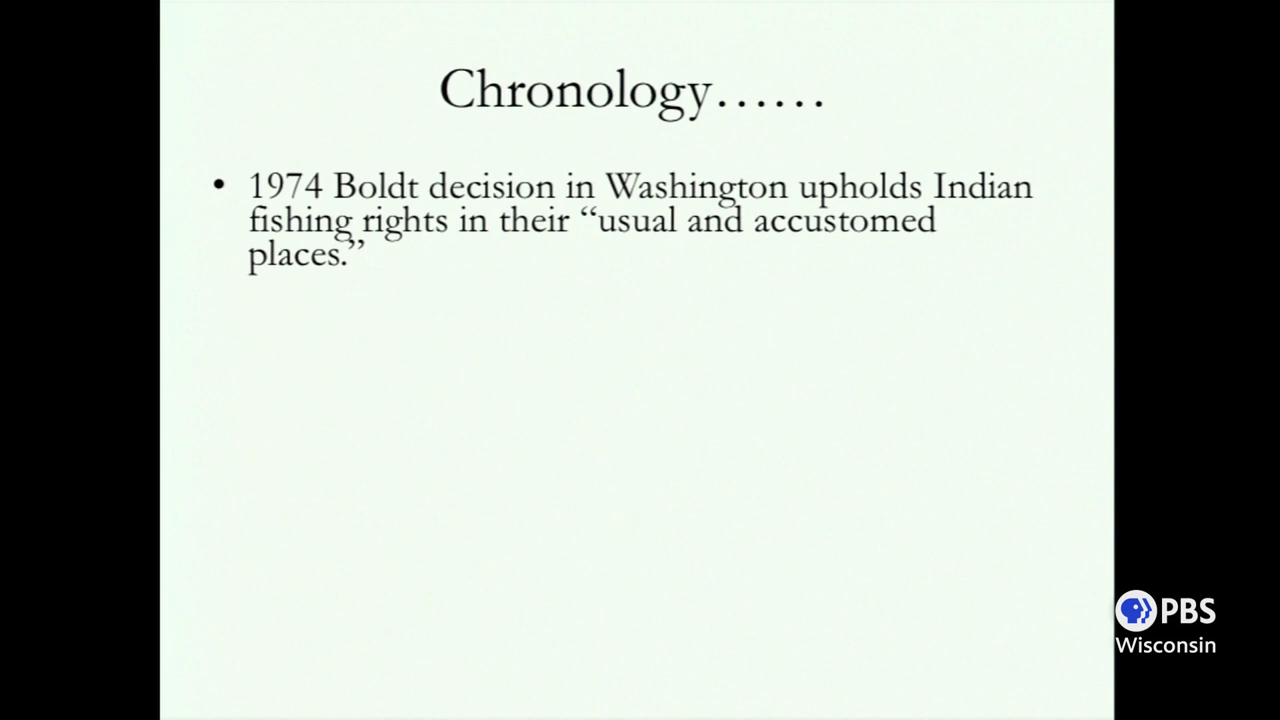 Chronology……
• 1974 Boldt decision in Washington upholds Indian
fishing rights in their “usual and accustomed
places.”
PBS
Wisconsin